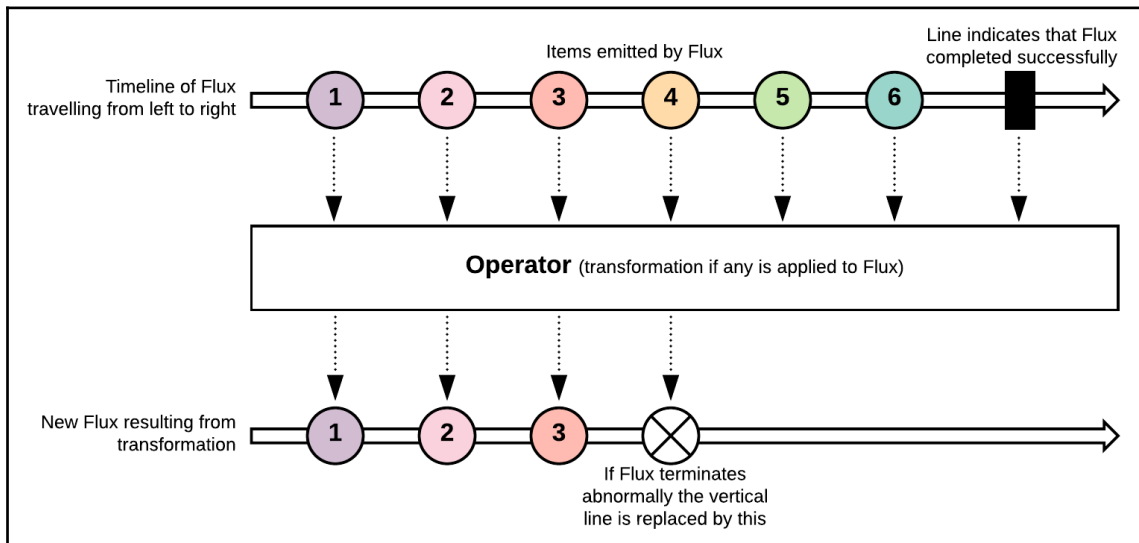 Line indicates that Flux
completed successfully
Items emitted by Flux
Timeline of Flux
travelling from left to right
1 2 3 4 5 6
Operator (transformation if any is applied to Flux)
New Flux resulting from
transformation
1 2 3
If Flux terminates
abnormally the vertical
line is replaced by this